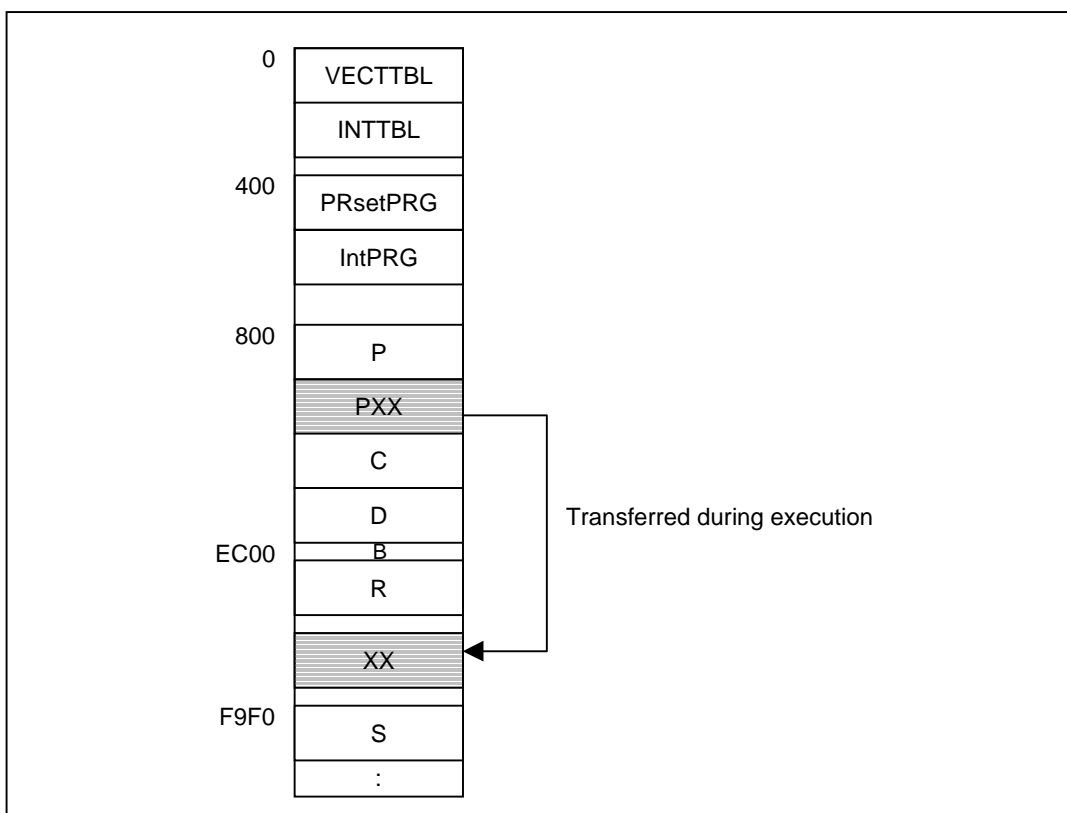 0
VECTTBL
INTTBL
400
PRsetPRG
IntPRG
800
P
PXX
C
D
Transferred during execution
EC00
B
R
XX
F9F0
S
: